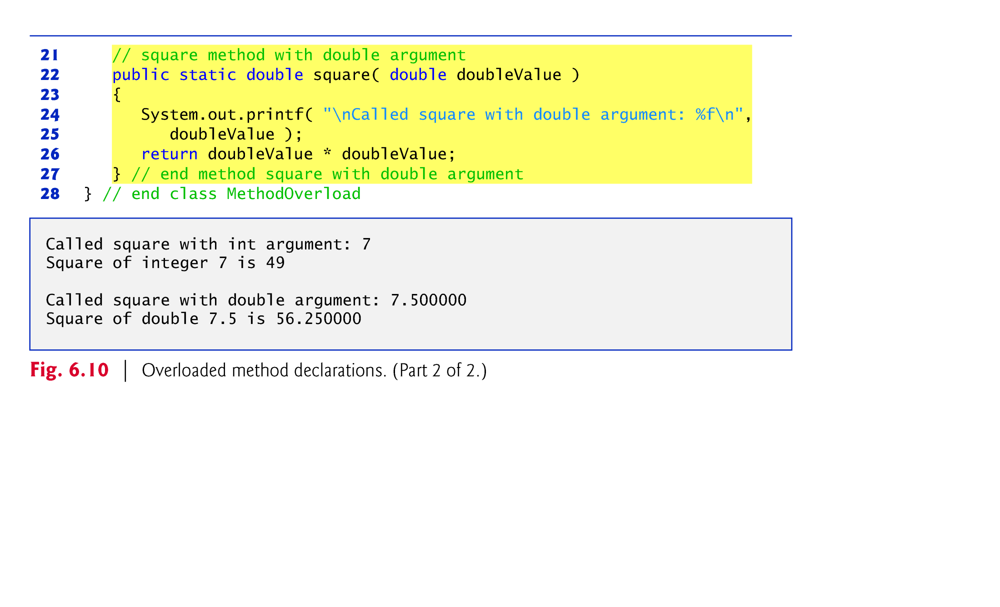 21 // square method with double argument
22 public static double square( double doubleValue )
23 {
24 System.out.printf( "\nCalled square with double argument: %f\n",
25 doubleValue );
26 return doubleValue * doubleValue;
27 } // end method square with double argument
28 } // end class MethodOverload
Called square with int argument: 7
Square of integer 7 is 49
Called square with double argument: 7.500000
Square of double 7.5 is 56.250000
Fig. 6.10 | Overloaded method declarations. (Part 2 of 2.)